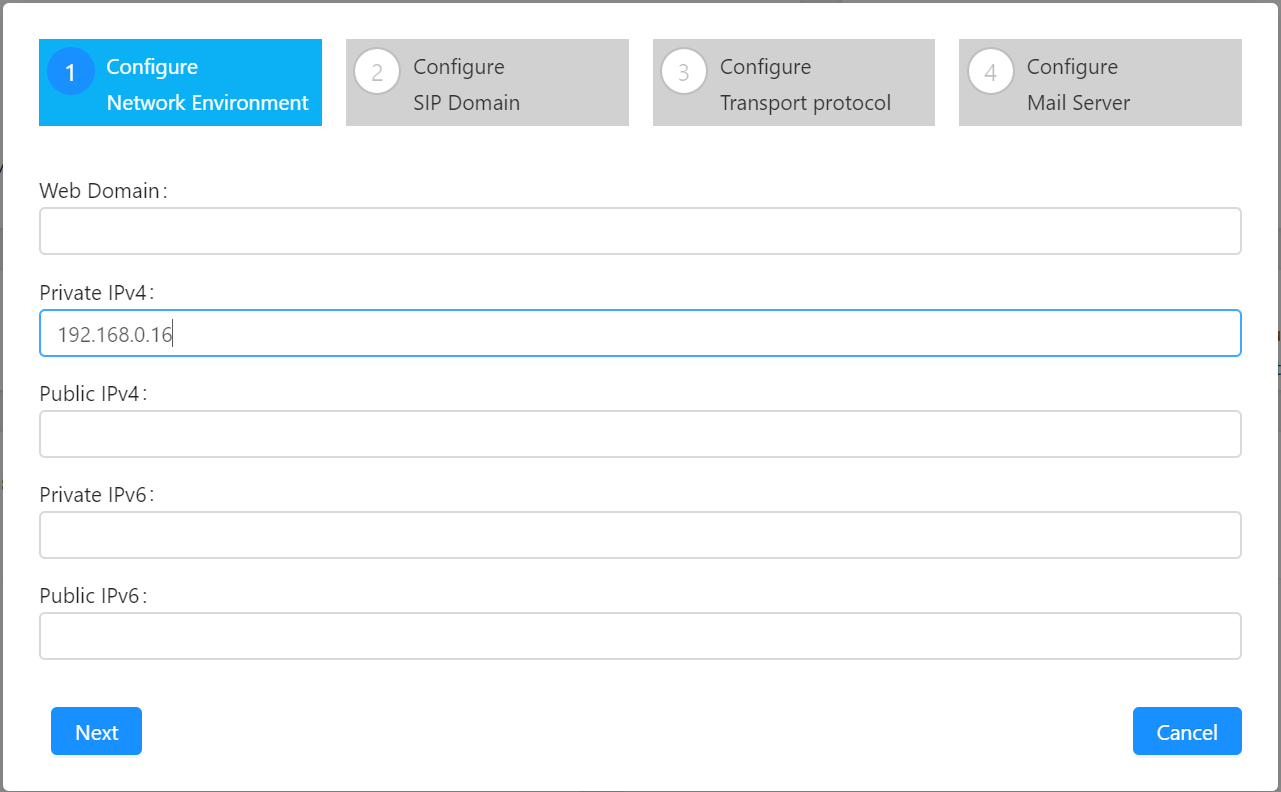 1
Configure
Network Environment
2
Configure
SIP Domain
3
Configure
Transport protocol
4
Configure
Mail Server
Web Domain:
Private IPv4:
192.168.0.16
Public IPv4:
Private IPv6:
Public IPv6:
Next
Cancel